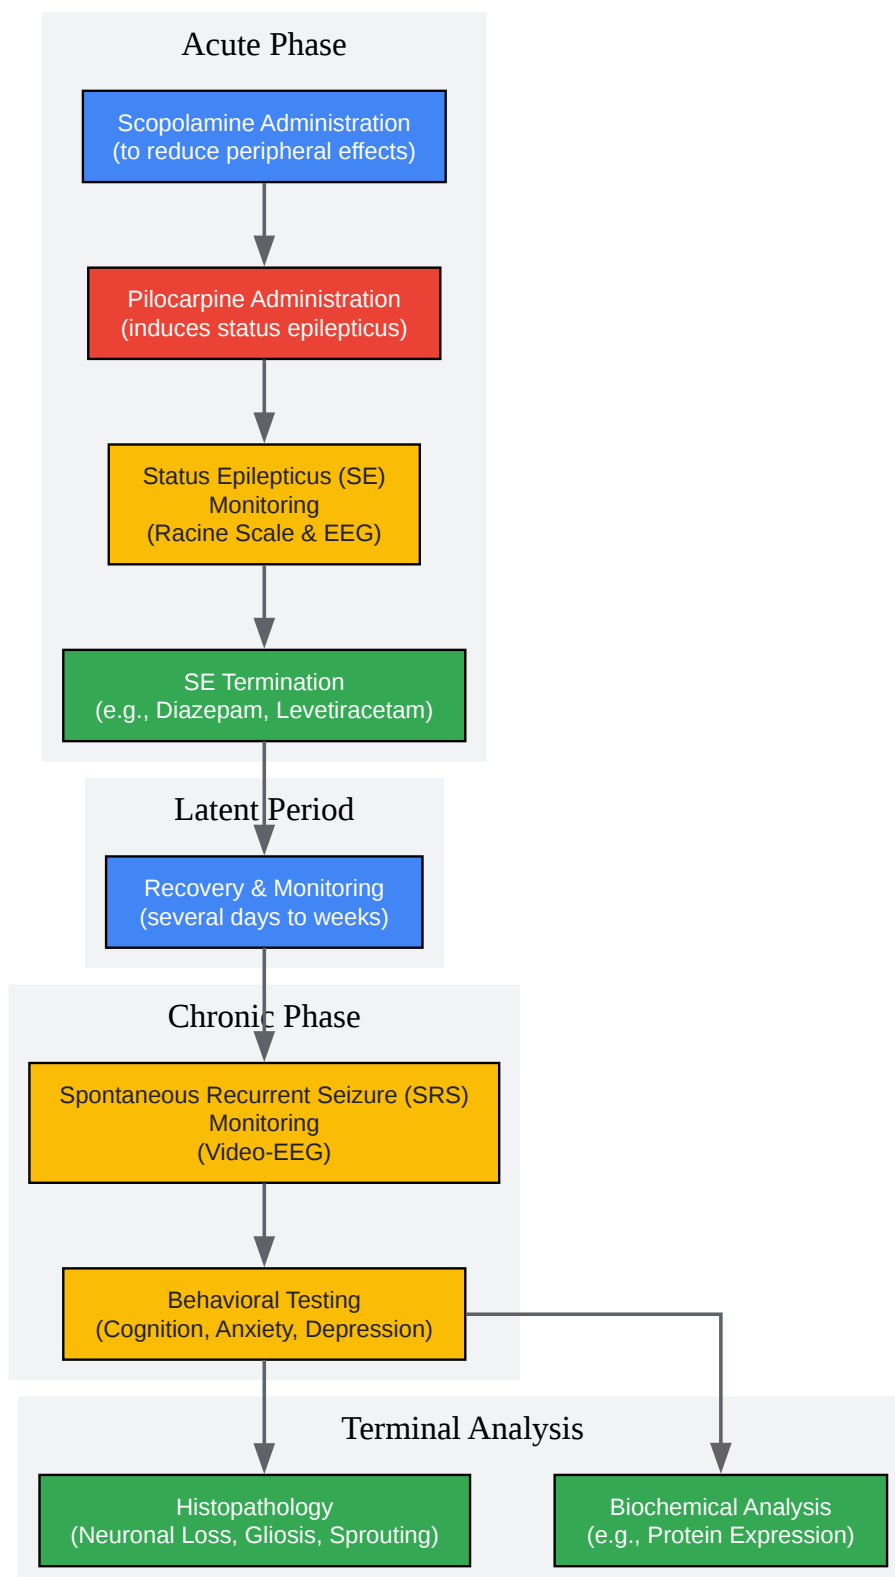 Acute Phase
Scopolamine Administration
(to reduce peripheral effects)
Pilocarpine Administration
(induces status epilepticus)
Status Epilepticus (SE)
Monitoring
(Racine Scale & EEG)
SE Termination
(e.g., Diazepam, Levetiracetam)
Latent Period
Recovery & Monitoring
(several days to weeks)
Chronic Phase
Spontaneous Recurrent Seizure (SRS)
Monitoring
(Video-EEG)
Behavioral Testing
(Cognition, Anxiety, Depression)
Terminal Analysis
Histopathology
(Neuronal Loss, Gliosis, Sprouting)
Biochemical Analysis
(e.g., Protein Expression)